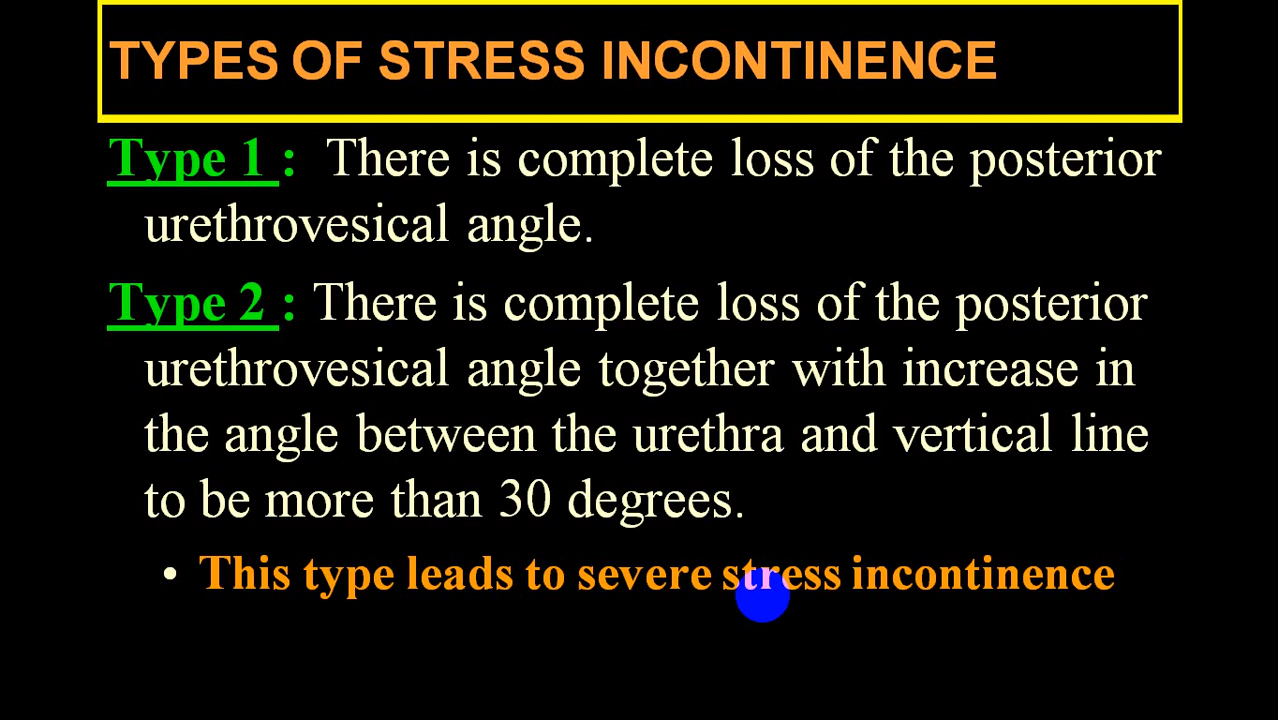 TYPES OF STRESS INCONTINENCE
Type 1 : There is complete loss of the posterior
urethrovesical angle.
Type 2 : There is complete loss of the posterior
urethrovesical angle together with increase in
the angle between the urethra and vertical line
to be more than 30 degrees.
• This type leads to severe stress incontinence